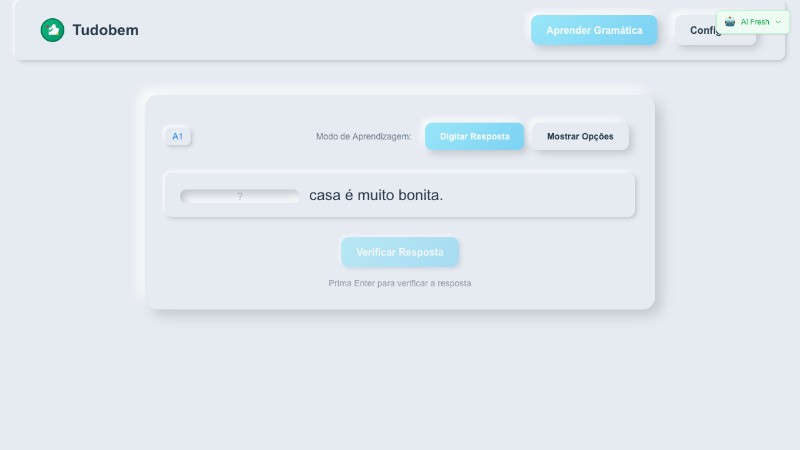 Tudobem
Aprender Gramática
AI Fresh
A1
Modo de Aprendizagem:
Digitar Resposta
Mostrar Opções
?
casa é muito bonita.
Verificar Resposta
Prima Enter para verificar a resposta